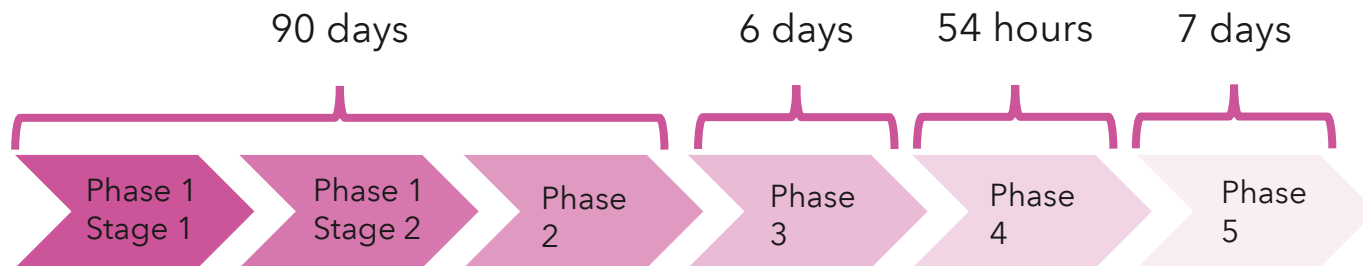 90 days
6 days
54 hours
7 days
Phase 1
Stage 1
Phase 1
Stage 2
Phase
2
Phase
3
Phase
4
Phase
5